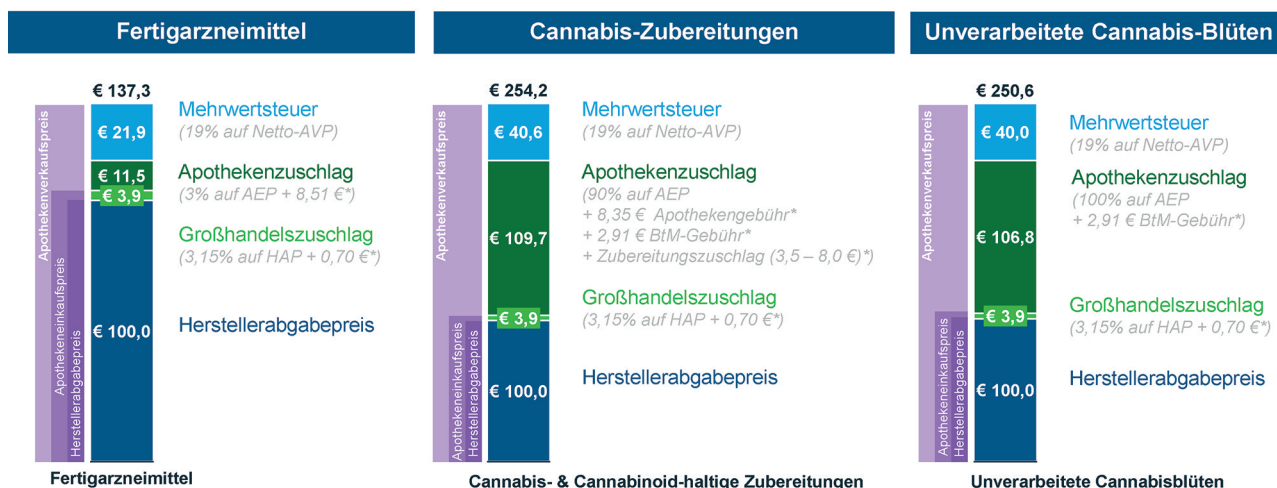 Fertigarzneimittel
€ 137,3
Apothekenverkaufspreis
Apothekeneinkaufspreis
Herstellerabgabepreis
€ 21,9
€ 11,5
€ 3,9
€ 100,0
Mehrwertsteuer
(19% auf Netto-AVP)
Apothekenzuschlag
(3% auf AEP + 8,51 €*)
Großhandelszuschlag
(3,15% auf HAP + 0,70 €*)
Herstellerabgabepreis
Fertigarzneimittel
Cannabis-Zubereitungen
€ 254,2
Apothekenverkaufspreis
Apothekeneinkaufspreis
Herstellerabgabepreis
€ 40,6
€ 109,7
€ 3,9
€ 100,0
Mehrwertsteuer
(19% auf Netto-AVP)
Apothekenzuschlag
(90% auf AEP
+ 8,35 € Apothekengebühr*
+ 2,91 € BtM-Gebühr*
+ Zubereitungszuschlag (3,5 – 8,0 €)*)
Großhandelszuschlag
(3,15% auf HAP + 0,70 €*)
Herstellerabgabepreis
Cannabis- & Cannabinoid-haltige Zubereitungen
Unverarbeitete Cannabis-Blüten
€ 250,6
Apothekenverkaufspreis
Apothekeneinkaufspreis
Herstellerabgabepreis
€ 40,0
€ 106,8
€ 3,9
€ 100,0
Mehrwertsteuer
(19% auf Netto-AVP)
Apothekenzuschlag
(100% auf AEP
+ 2,91 € BtM-Gebühr*)
Großhandelszuschlag
(3,15% auf HAP + 0,70 €*)
Herstellerabgabepreis
Unverarbeitete Cannabisblüten